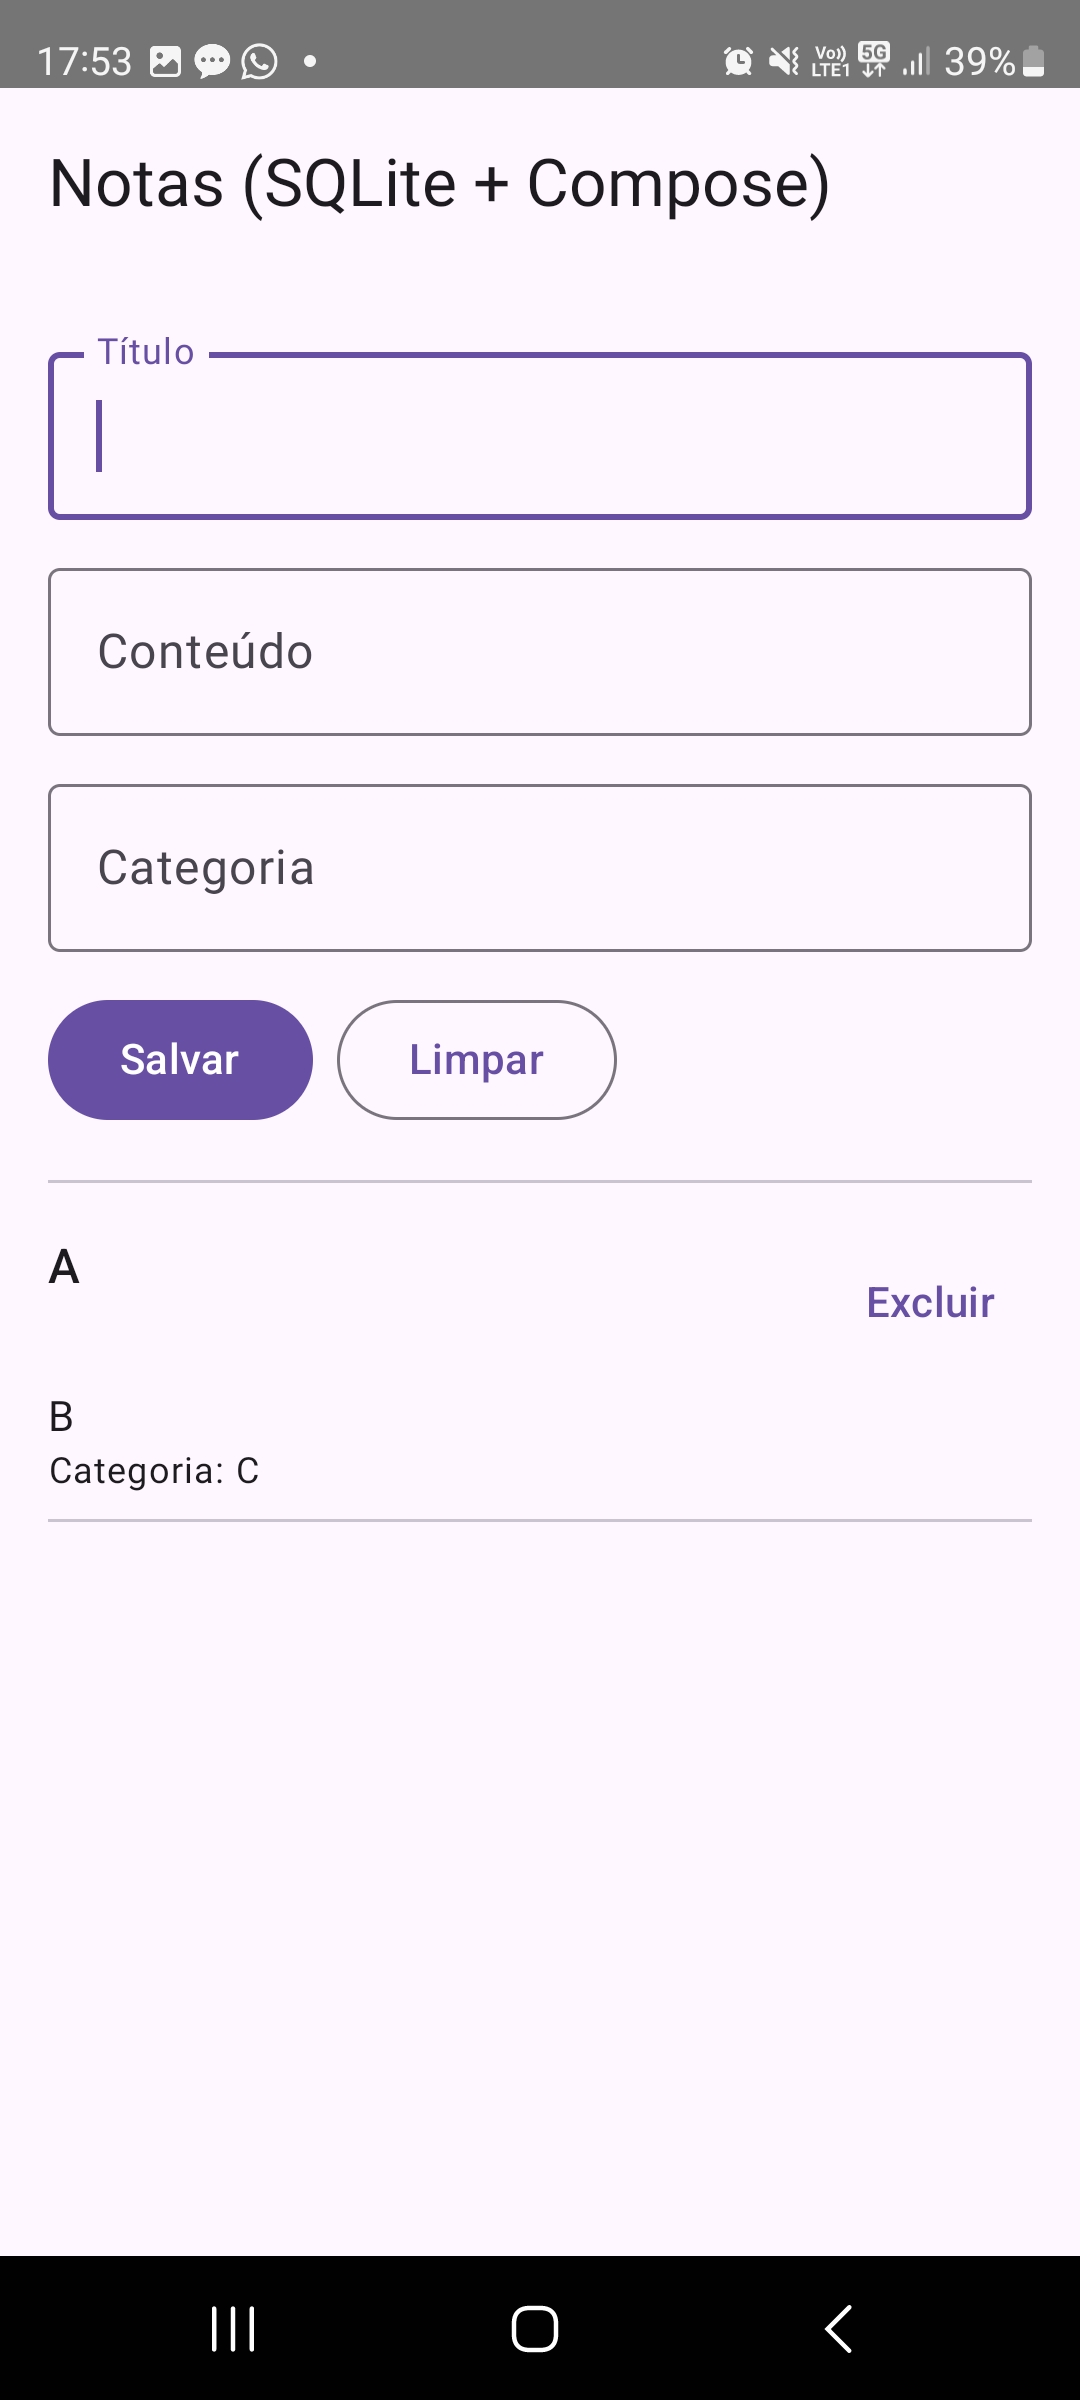 17:53 Vo)) LTE1 5G 39%
Notas (SQLite + Compose)
Título
Conteúdo
Categoria
Salvar Limpar
A
Excluir
B
Categoria: C